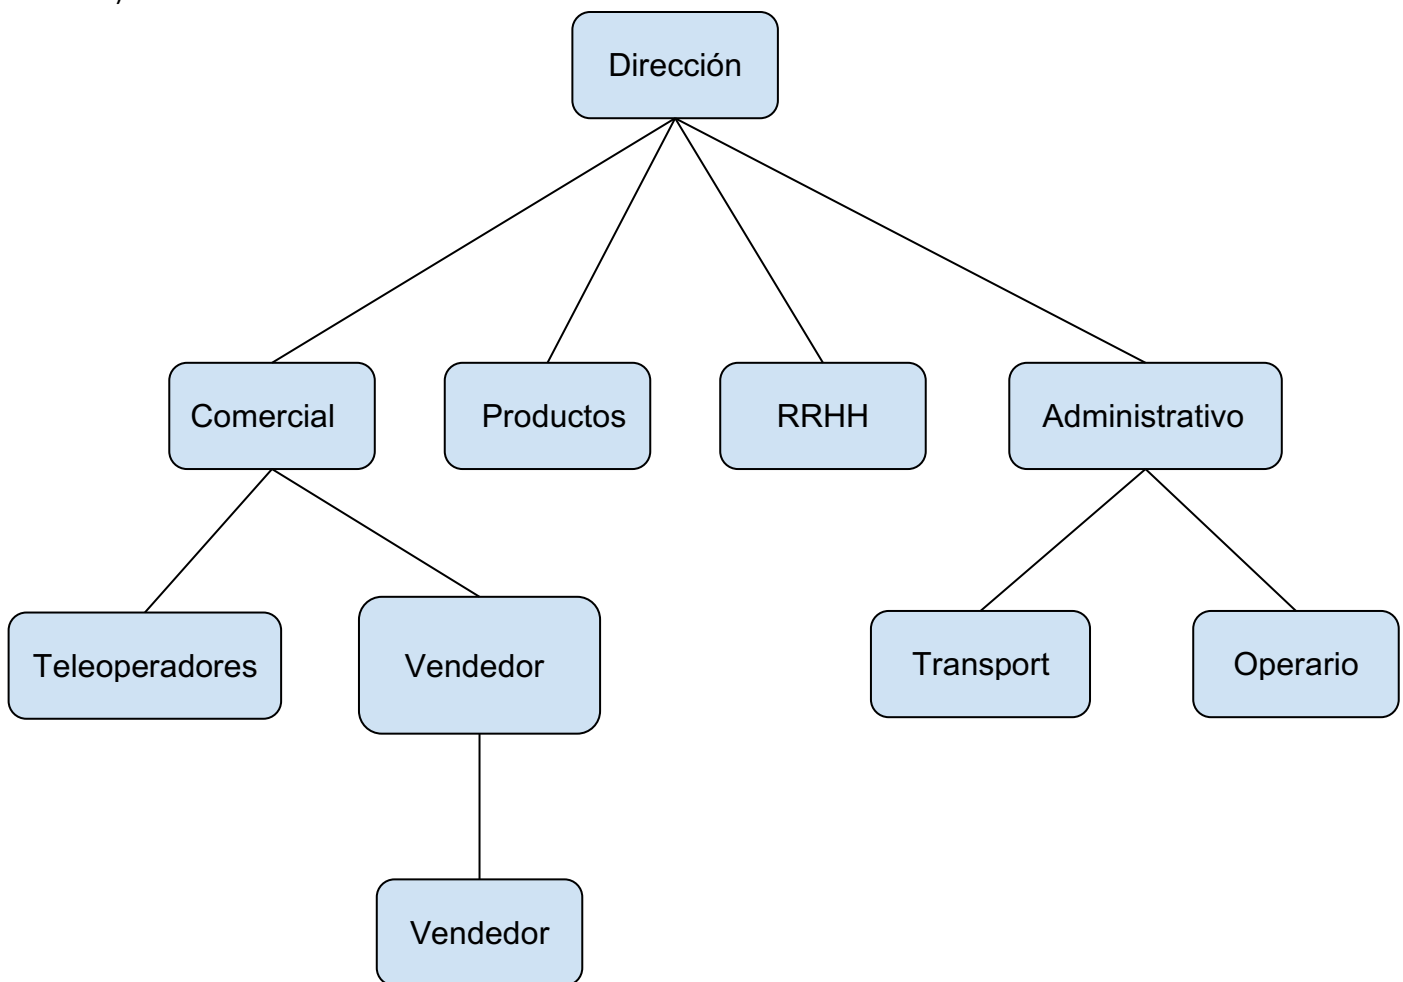 Dirección
Comercial
Productos
RRHH
Administrativo
Teleoperadores
Vendedor
Transport
Operario
Vendedor